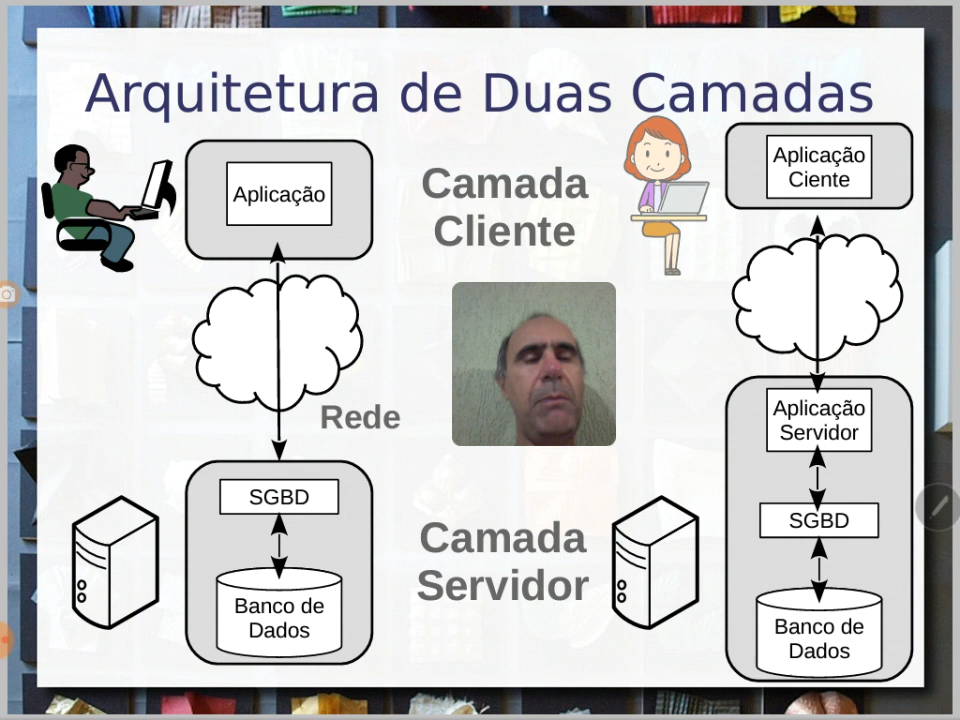 Arquitetura de Duas Camadas
Aplicação
Camada
Cliente
Aplicação
Ciente
Rede
Aplicação
Servidor
SGBD
Banco de
Dados
Camada
Servidor
SGBD
Banco de
Dados